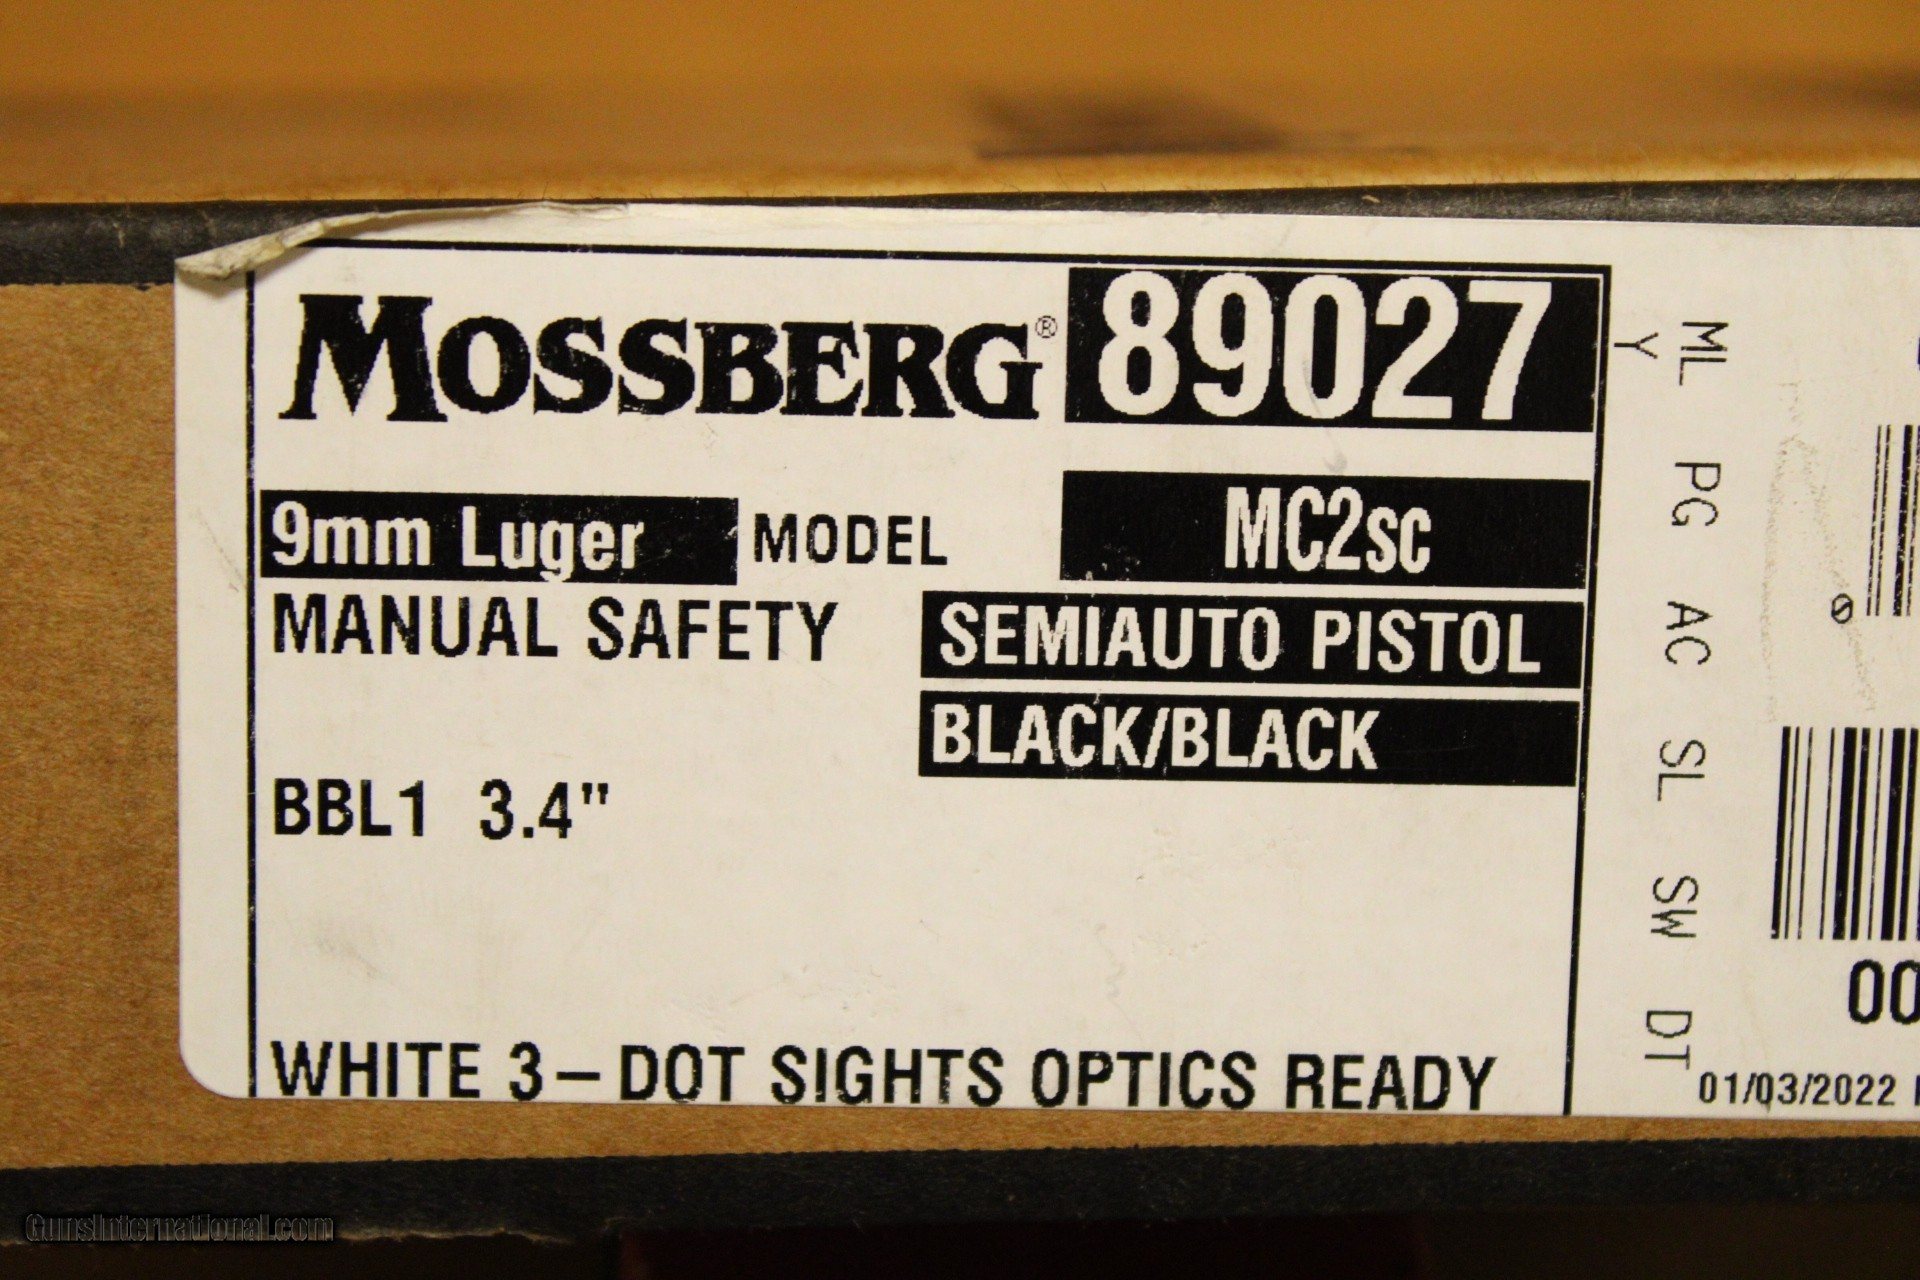 MOSSBERG® 89027
9mm Luger MODEL MC2SC
MANUAL SAFETY SEMIAUTO PISTOL
BLACK/BLACK
BBL1 3.4"
WHITE 3-DOT SIGHTS OPTICS READY
ML PG AC SL SW DT
Y
0
00
01/03/2022
GunsInternational.com